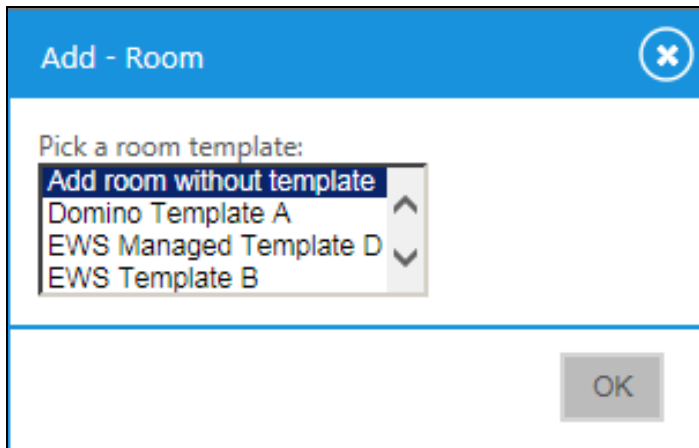 Add - Room
Pick a room template:
Add room without template
Domino Template A
EWS Managed Template D
EWS Template B
OK